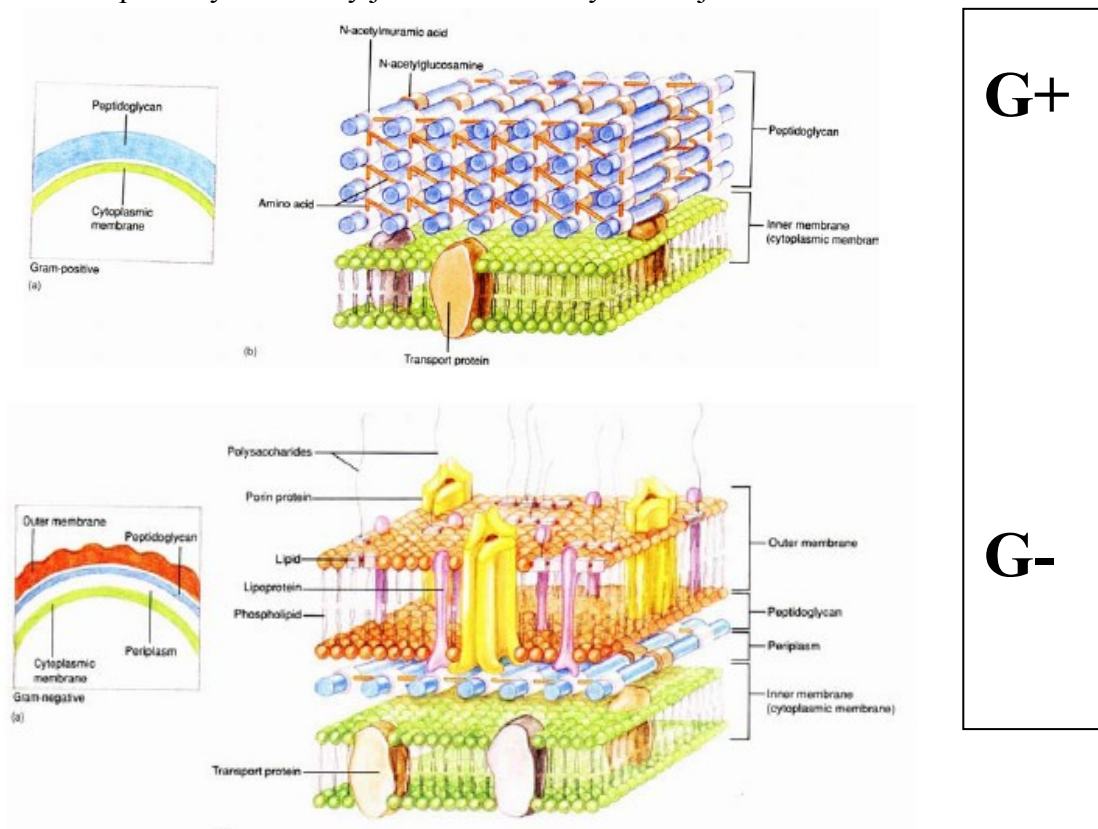 N-acetylmuramic acid
N-acetylglucosamine
Peptidoglycan
Peptidoglycan
Cytoplasmic
membrane
Amino acid
Inner membrane
(cytoplasmic membran
Gram-positive
(a)
(b)
Transport protein
G+
Polysaccharides
Porin protein
Outer membrane
Peptidoglycan
Lipid
Outer membrane
Lipoprotein
Phospholipid
Peptidoglycan
Periplasm
Cytoplasmic
membrane
Periplasm
Inner membrane
(cytoplasmic membrane)
Gram-negative
(a)
Transport protein
G-